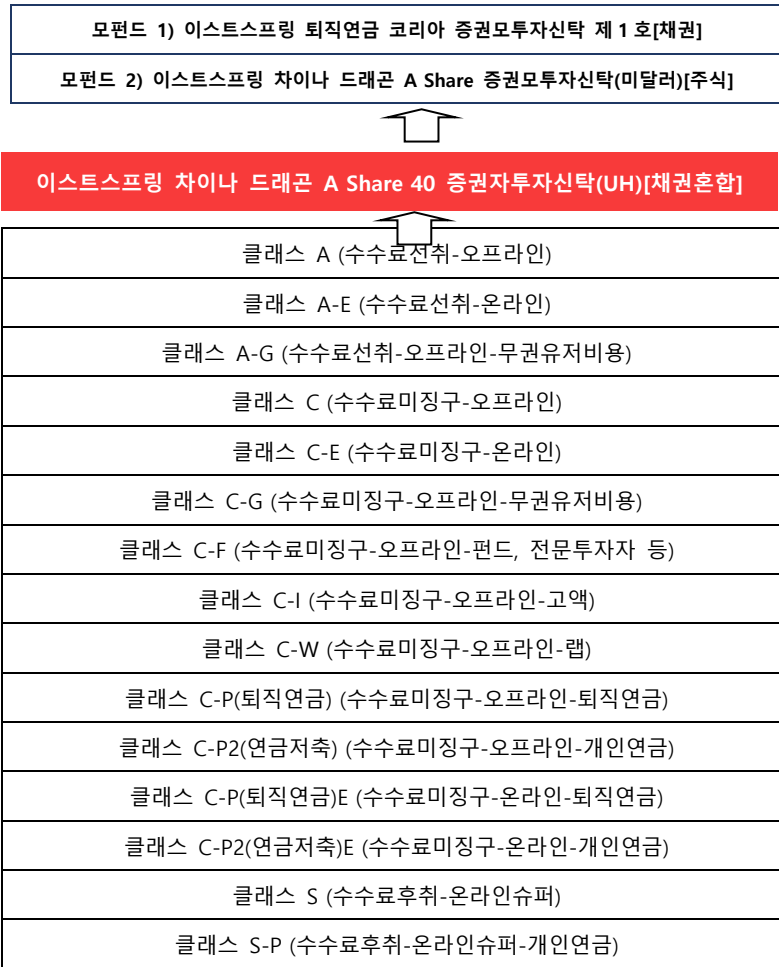 모펀드 1) 이스트스프링 퇴직연금 코리아 증권모투자신탁 제 1 호[채권]
모펀드 2) 이스트스프링 차이나 드래곤 A Share 증권모투자신탁(미달러)[주식]
이스트스프링 차이나 드래곤 A Share 40 증권자투자신탁(UH)[채권혼합]
클래스 A (수수료선취-오프라인)
클래스 A-E (수수료선취-온라인)
클래스 A-G (수수료선취-오프라인-무권유저비용)
클래스 C (수수료미징구-오프라인)
클래스 C-E (수수료미징구-온라인)
클래스 C-G (수수료미징구-오프라인-무권유저비용)
클래스 C-F (수수료미징구-오프라인-펀드, 전문투자자 등)
클래스 C-I (수수료미징구-오프라인-고액)
클래스 C-W (수수료미징구-오프라인-랩)
클래스 C-P(퇴직연금) (수수료미징구-오프라인-퇴직연금)
클래스 C-P2(연금저축) (수수료미징구-오프라인-개인연금)
클래스 C-P(퇴직연금)E (수수료미징구-온라인-퇴직연금)
클래스 C-P2(연금저축)E (수수료미징구-온라인-개인연금)
클래스 S (수수료후취-온라인슈퍼)
클래스 S-P (수수료후취-온라인슈퍼-개인연금)